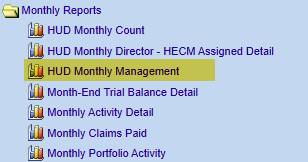 Monthly Reports
HUD Monthly Count
HUD Monthly Director - HECM Assigned Detail
HUD Monthly Management
Month-End Trial Balance Detail
Monthly Activity Detail
Monthly Claims Paid
Monthly Portfolio Activity